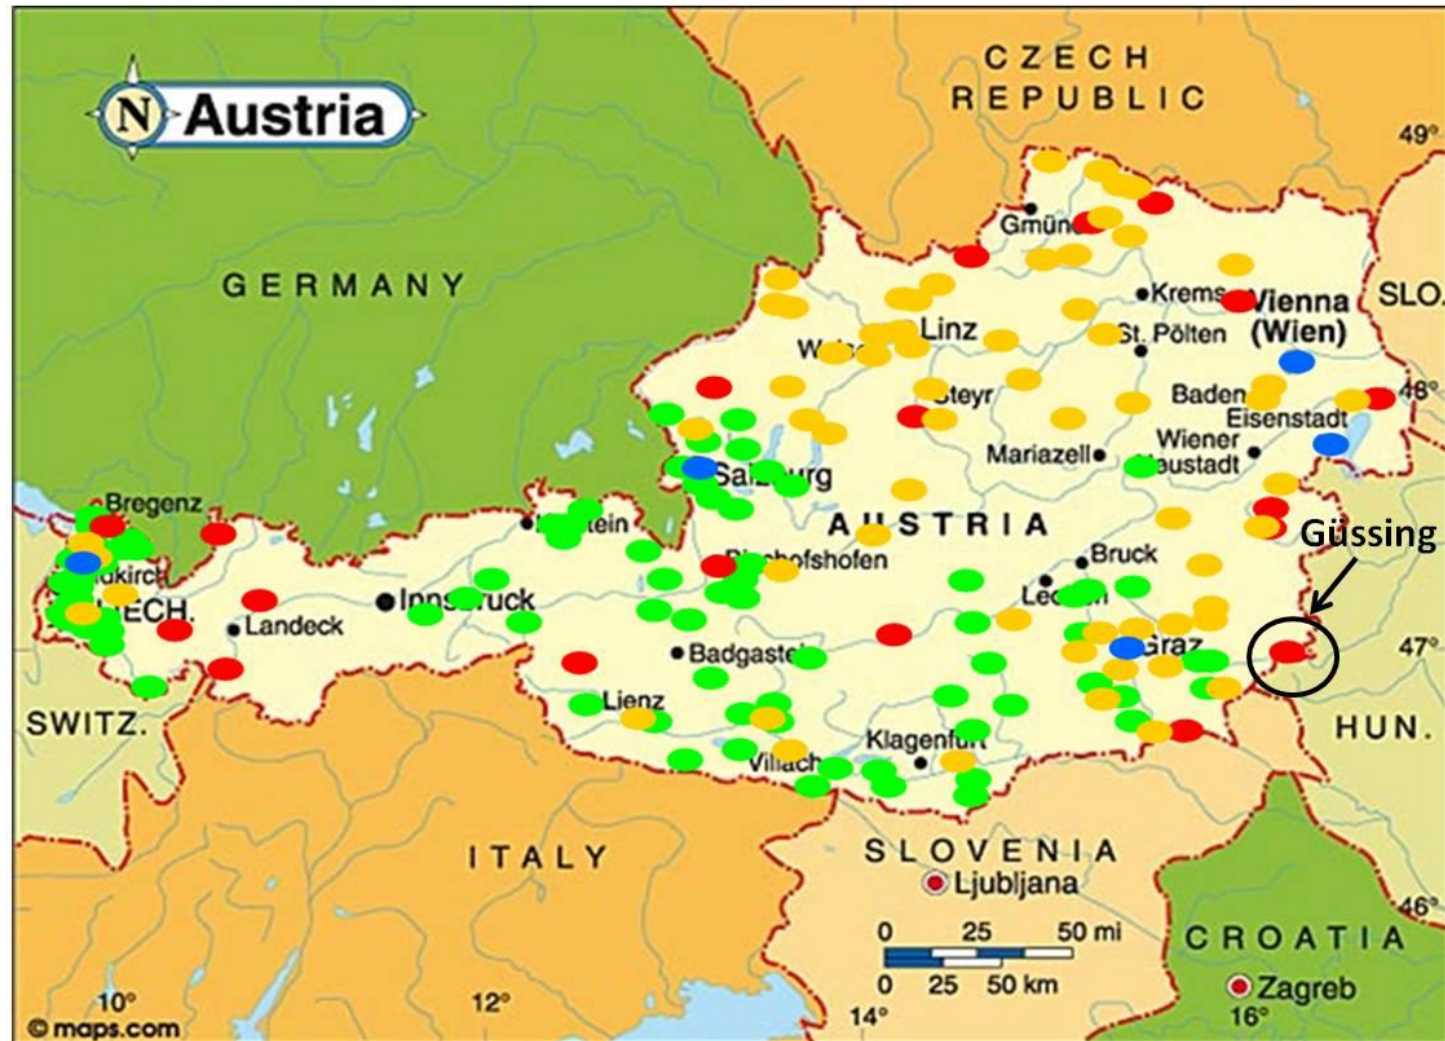 CZECH
REPUBLIC
N Austria
49°
GERMANY
Gmünd
Krems
Vienna
(Wien)
SLO.
Linz
St. Pölten
Steyr
Baden
48°
Eisenstadt
Mariazell
Wiener
Neustadt
Salzburg
Bregenz
AUSTRIA
Güssing
Bruck
Bischofshofen
LIECH.
Innsbruck
Landeck
Badgastein
Graz
47°
Lienz
SWITZ.
HUN.
Klagenfurt
Villach
ITALY
SLOVENIA
Ljubljana
46°
0 25 50 mi
CROATIA
0 25 50 km
Zagreb
10°
12°
14°
16°
© maps.com